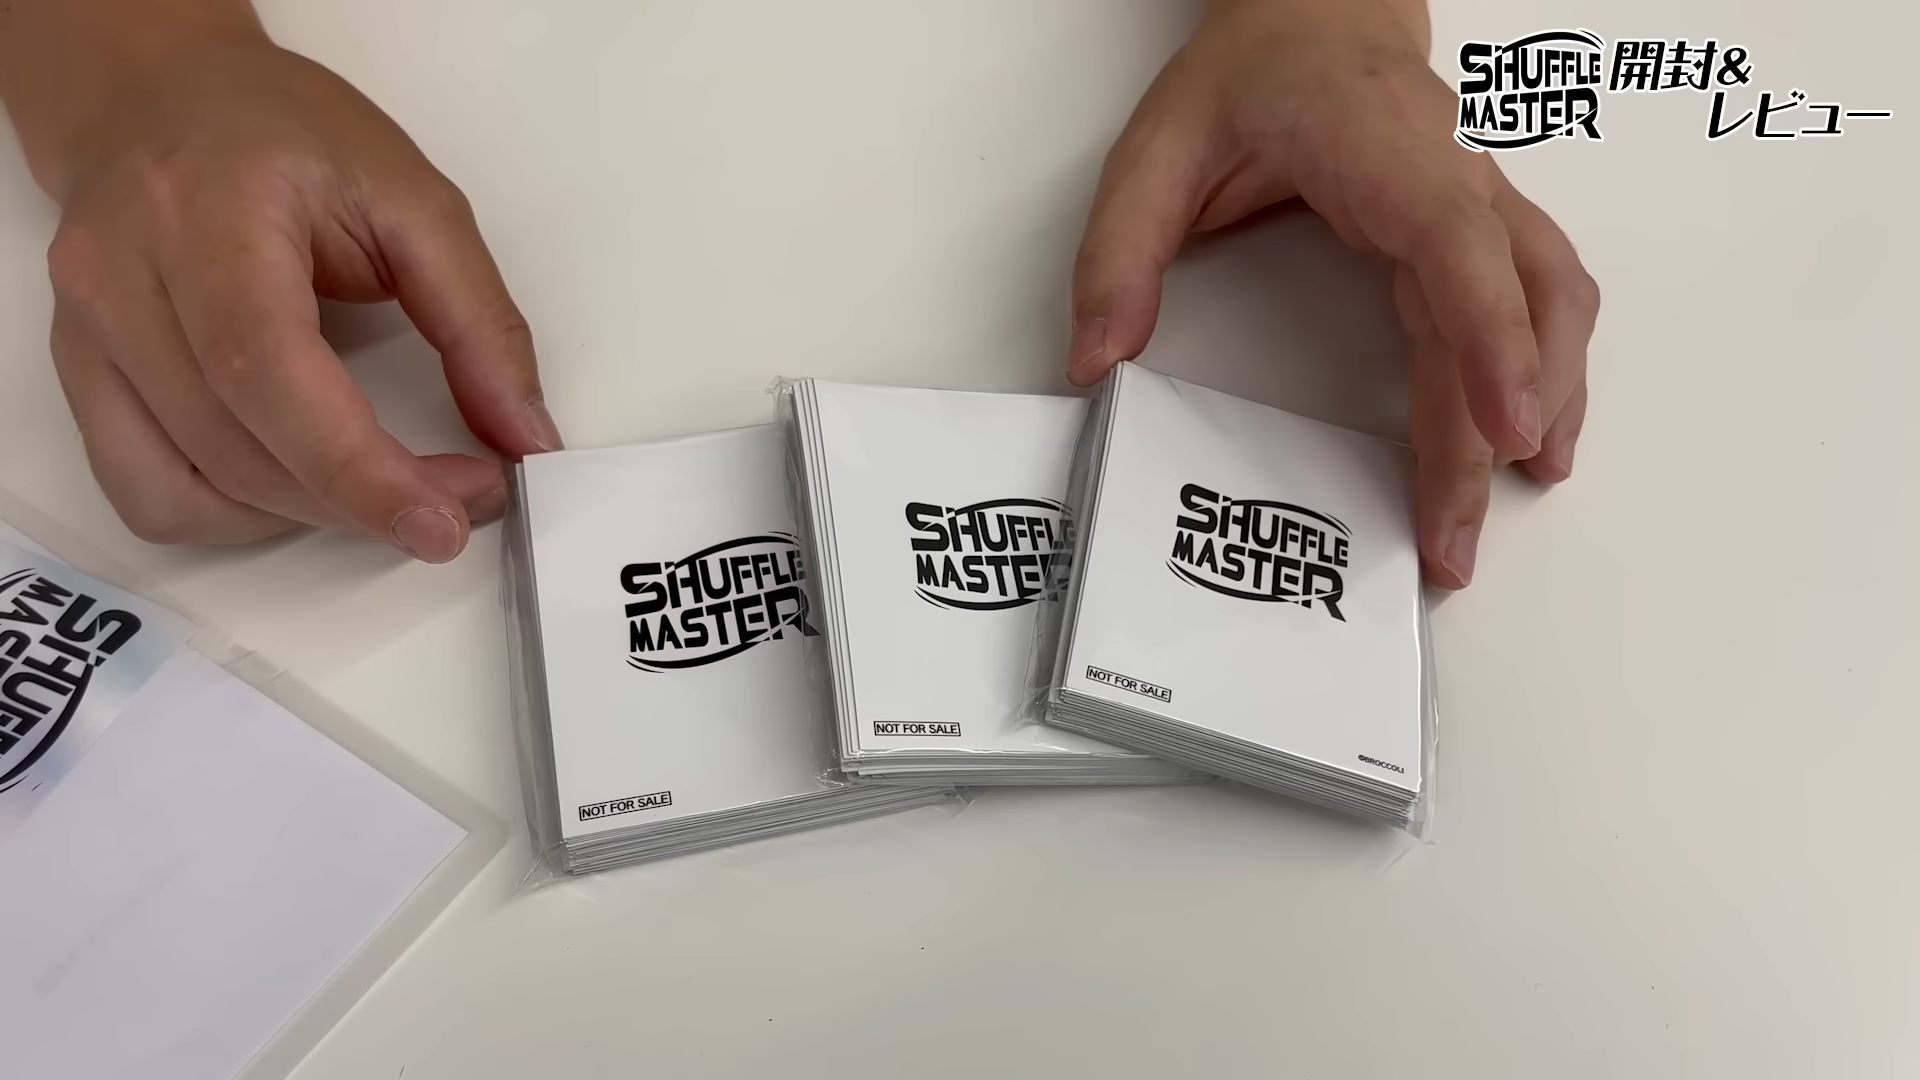 SHUFFLE
MASTER
開封&
レビュー
SHUFFLE
MASTER
NOT FOR SALE
SHUFFLE
MASTER
NOT FOR SALE
SHUFFLE
MASTER
NOT FOR SALE
©BROCCOLI